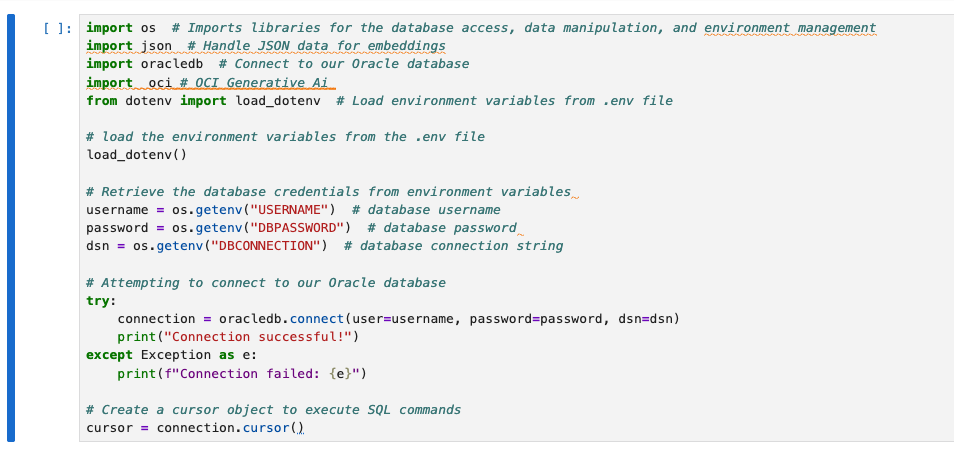 [ ]: import os  # Imports libraries for the database access, data manipulation, and environment management
import json  # Handle JSON data for embeddings
import oracledb  # Connect to our Oracle database
import  oci # OCI Generative Ai
from dotenv import load_dotenv  # Load environment variables from .env file
# load the environment variables from the .env file
load_dotenv()
# Retrieve the database credentials from environment variables
username = os.getenv("USERNAME")  # database username
password = os.getenv("DBPASSWORD")  # database password
dsn = os.getenv("DBCONNECTION")  # database connection string
# Attempting to connect to our Oracle database
try:
    connection = oracledb.connect(user=username, password=password, dsn=dsn)
    print("Connection successful!")
except Exception as e:
    print(f"Connection failed: {e}")
# Create a cursor object to execute SQL commands
cursor = connection.cursor()